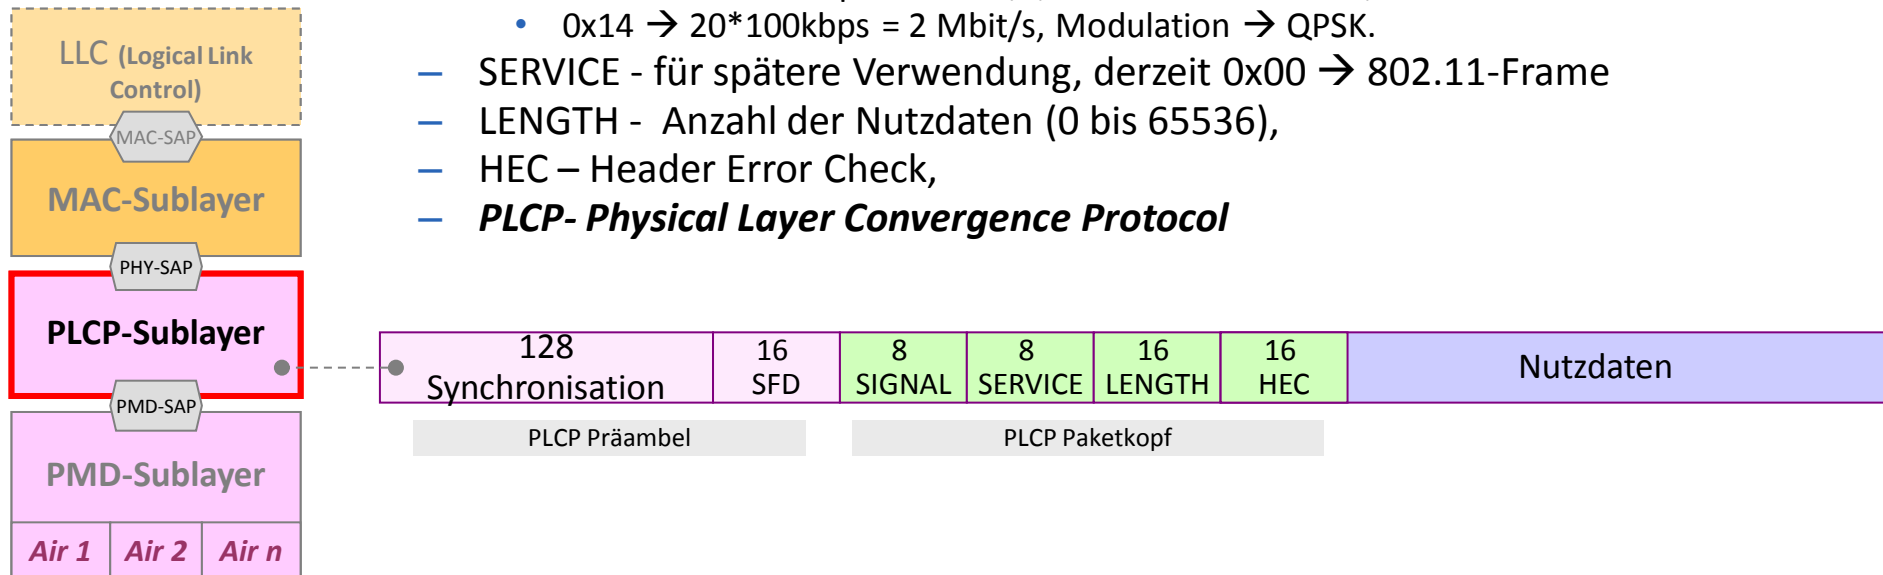 • 0x14 → 20*100kbps = 2 Mbit/s, Modulation → QPSK.
– SERVICE - für spätere Verwendung, derzeit 0x00 → 802.11-Frame
– LENGTH - Anzahl der Nutzdaten (0 bis 65536),
– HEC – Header Error Check,
– PLCP- Physical Layer Convergence Protocol
LLC (Logical Link
Control)
MAC-SAP
MAC-Sublayer
PHY-SAP
PLCP-Sublayer
PMD-SAP
PMD-Sublayer
Air 1 Air 2 Air n
128 16 8 8 16 16
Synchronisation SFD SIGNAL SERVICE LENGTH HEC Nutzdaten
PLCP Präambel PLCP Paketkopf